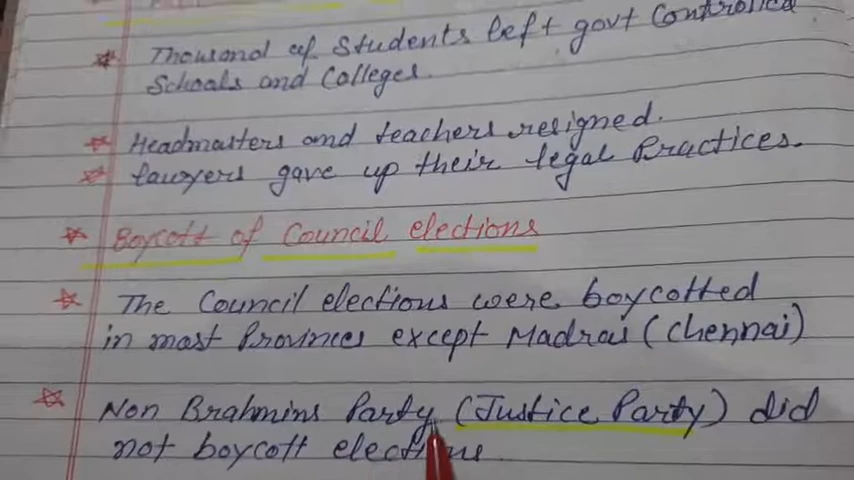 Thousand of Students left govt Controlled
Schools and Colleges.
Headmasters and teachers resigned.
Lawyers gave up their legal Practices.
Boycott of Council elections
The Council elections were boycotted
in most Provinces except Madras (Chennai)
Non Brahmins Party (Justice Party) did
not boycott elections.